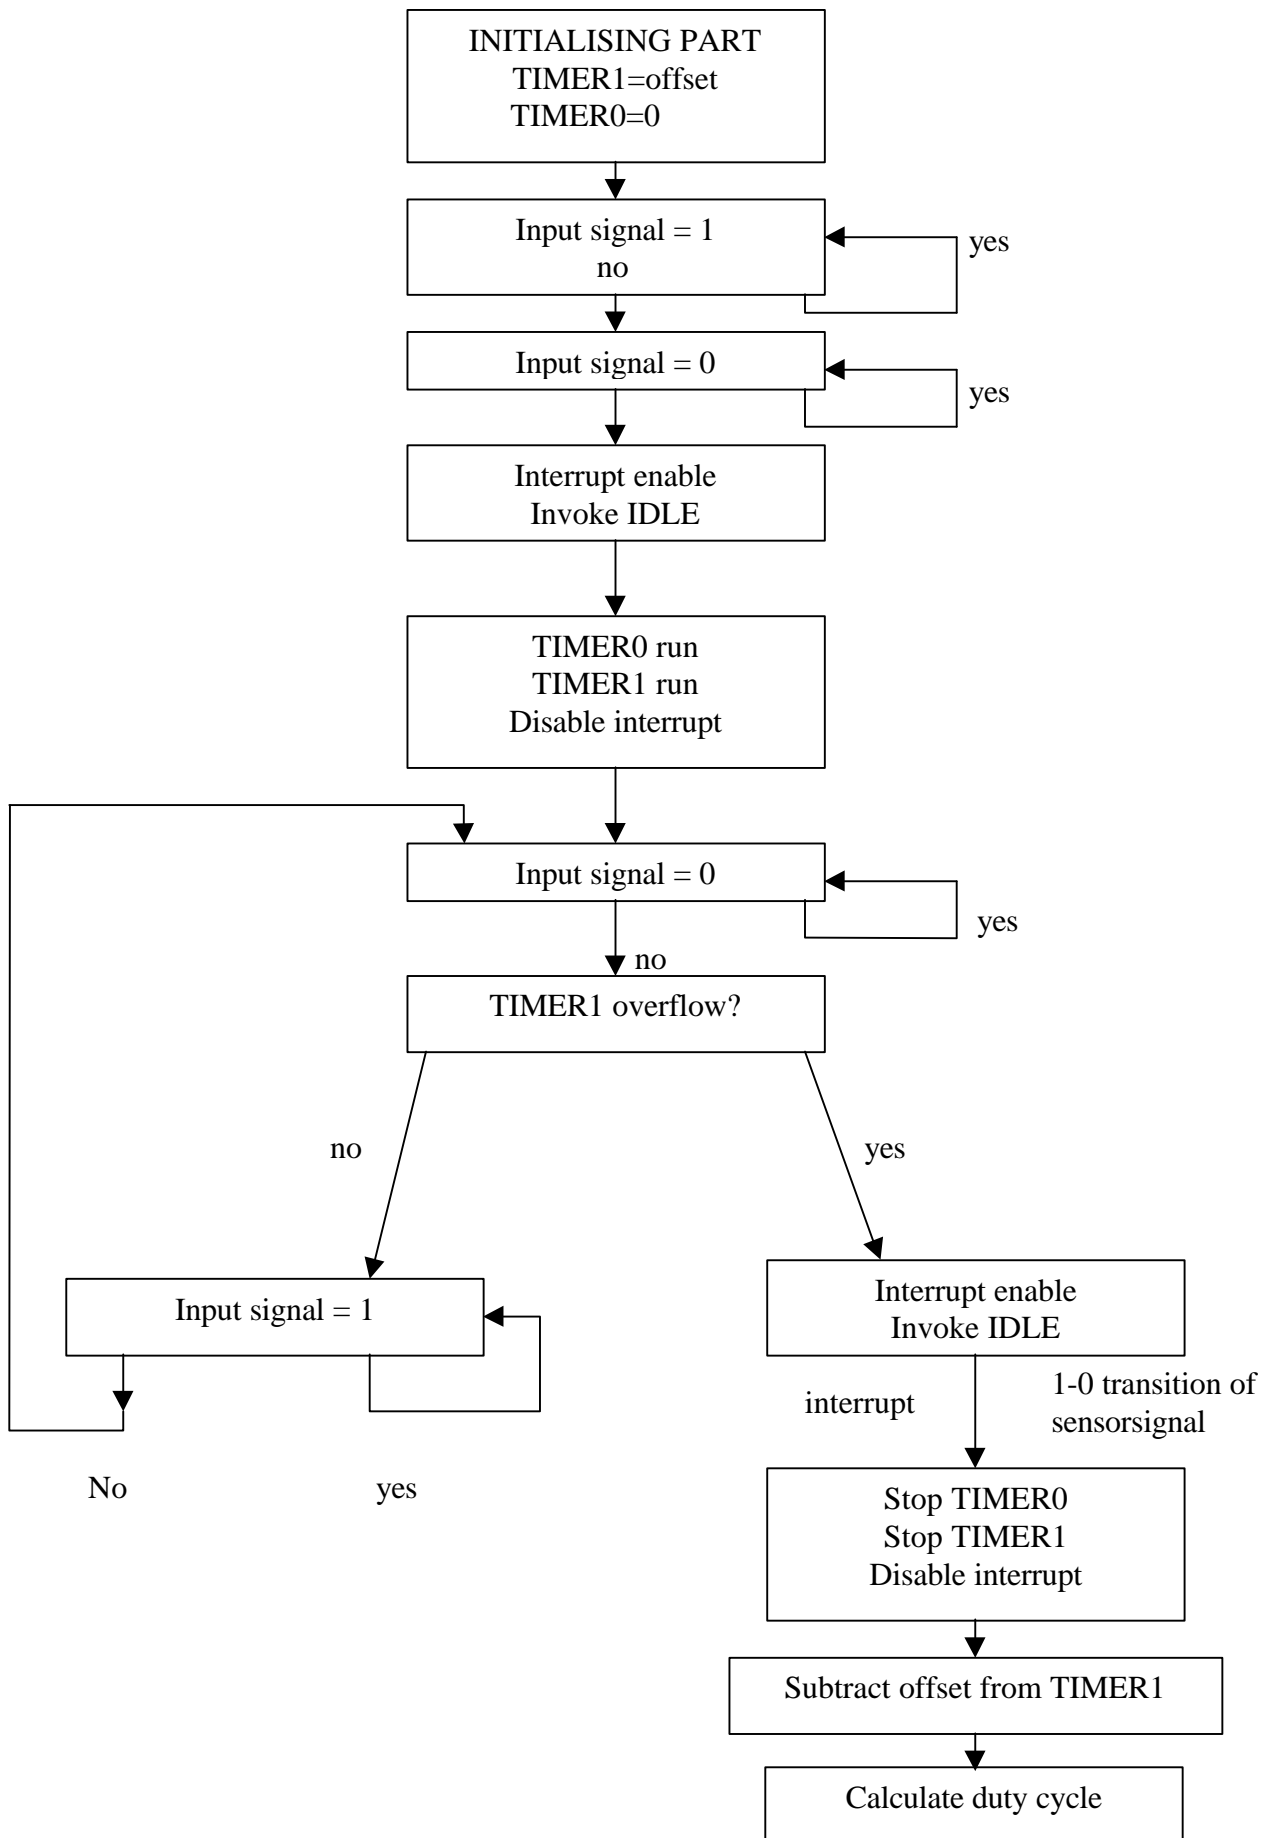 INITIALISING PART
TIMER1=offset
TIMER0=0
Input signal = 1
no
yes
Input signal = 0
yes
Interrupt enable
Invoke IDLE
TIMER0 run
TIMER1 run
Disable interrupt
Input signal = 0
yes
no
TIMER1 overflow?
no
yes
Input signal = 1
No
yes
Interrupt enable
Invoke IDLE
interrupt
1-0 transition of
sensorsignal
Stop TIMER0
Stop TIMER1
Disable interrupt
Subtract offset from TIMER1
Calculate duty cycle